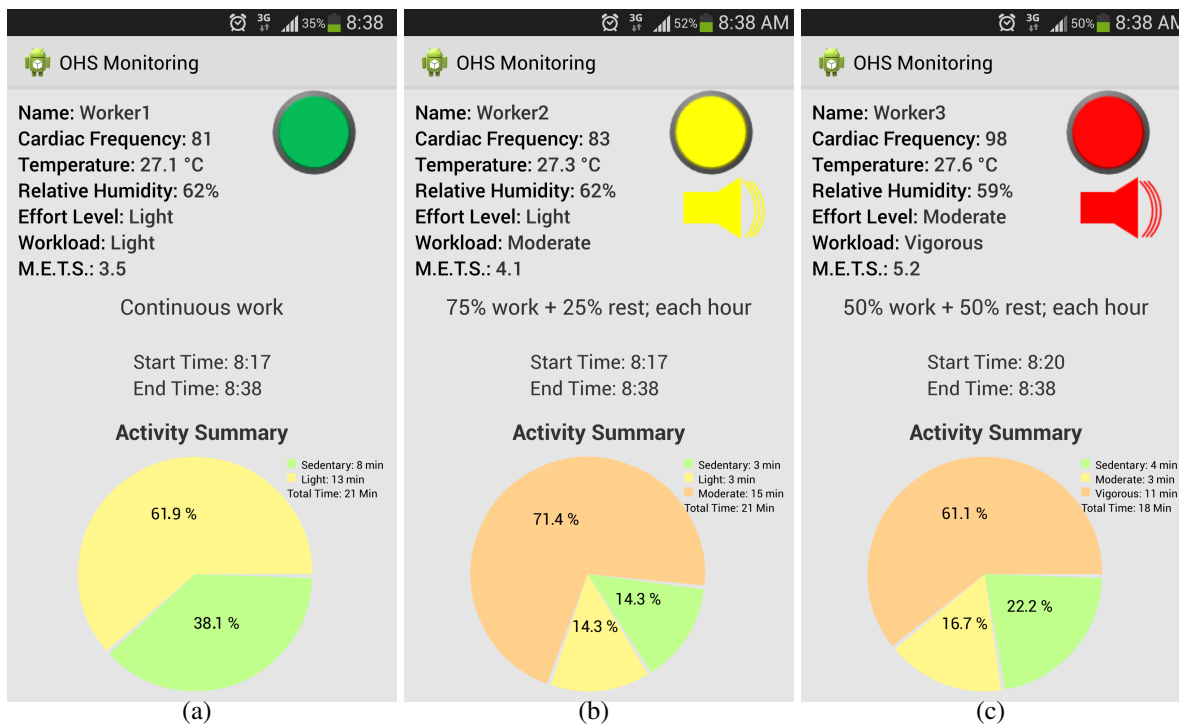 3G 35% 8:38
OHS Monitoring
Name: Worker1
Cardiac Frequency: 81
Temperature: 27.1 °C
Relative Humidity: 62%
Effort Level: Light
Workload: Light
M.E.T.S.: 3.5
Continuous work
Start Time: 8:17
End Time: 8:38
Activity Summary
Sedentary: 8 min
Light: 13 min
Total Time: 21 Min
61.9 %
38.1 %
(a)
3G 52% 8:38 AM
OHS Monitoring
Name: Worker2
Cardiac Frequency: 83
Temperature: 27.3 °C
Relative Humidity: 62%
Effort Level: Light
Workload: Moderate
M.E.T.S.: 4.1
75% work + 25% rest; each hour
Start Time: 8:17
End Time: 8:38
Activity Summary
Sedentary: 3 min
Light: 3 min
Moderate: 15 min
Total Time: 21 Min
71.4 %
14.3 %
14.3 %
(b)
3G 50% 8:38 AM
OHS Monitoring
Name: Worker3
Cardiac Frequency: 98
Temperature: 27.6 °C
Relative Humidity: 59%
Effort Level: Moderate
Workload: Vigorous
M.E.T.S.: 5.2
50% work + 50% rest; each hour
Start Time: 8:20
End Time: 8:38
Activity Summary
Sedentary: 4 min
Moderate: 3 min
Vigorous: 11 min
Total Time: 18 Min
61.1 %
22.2 %
16.7 %
(c)